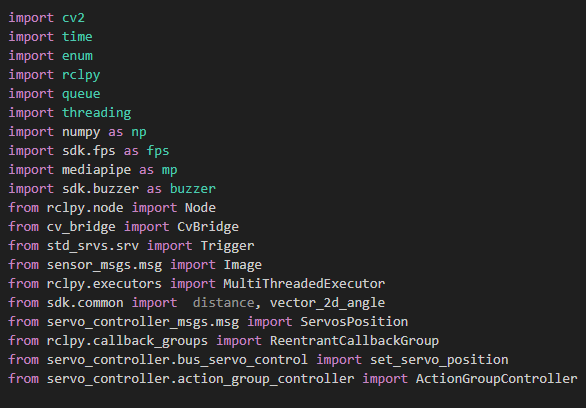 import cv2
import time
import enum
import rclpy
import queue
import threading
import numpy as np
import sdk.fps as fps
import mediapipe as mp
import sdk.buzzer as buzzer
from rclpy.node import Node
from cv_bridge import CvBridge
from std_srvs.srv import Trigger
from sensor_msgs.msg import Image
from rclpy.executors import MultiThreadedExecutor
from sdk.common import  distance, vector_2d_angle
from servo_controller_msgs.msg import ServosPosition
from rclpy.callback_groups import ReentrantCallbackGroup
from servo_controller.bus_servo_control import set_servo_position
from servo_controller.action_group_controller import ActionGroupController